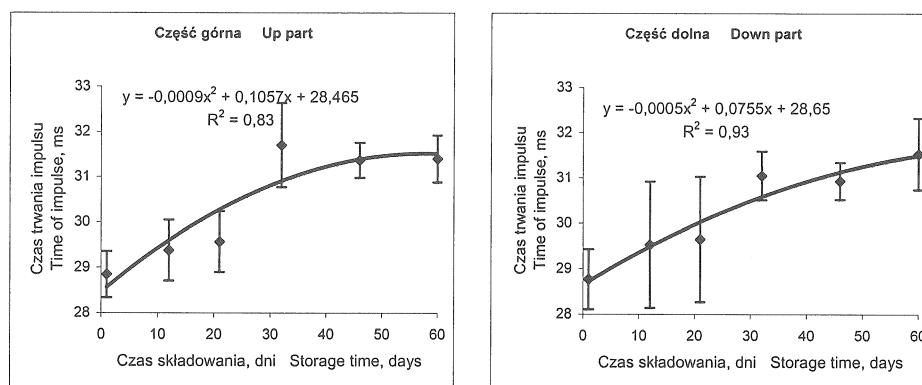 Część górna Up part
y = -0,0009x² + 0,1057x + 28,465
R² = 0,83
Czas trwania impulsu
Time of impulse, ms
33
32
31
30
29
28
0 10 20 30 40 50 60
Czas składowania, dni Storage time, days
Część dolna Down part
y = -0,0005x² + 0,0755x + 28,65
R² = 0,93
Czas trwania impulsu
Time of impulse, ms
33
32
31
30
29
28
0 10 20 30 40 50 60
Czas składowania, dni Storage time, days